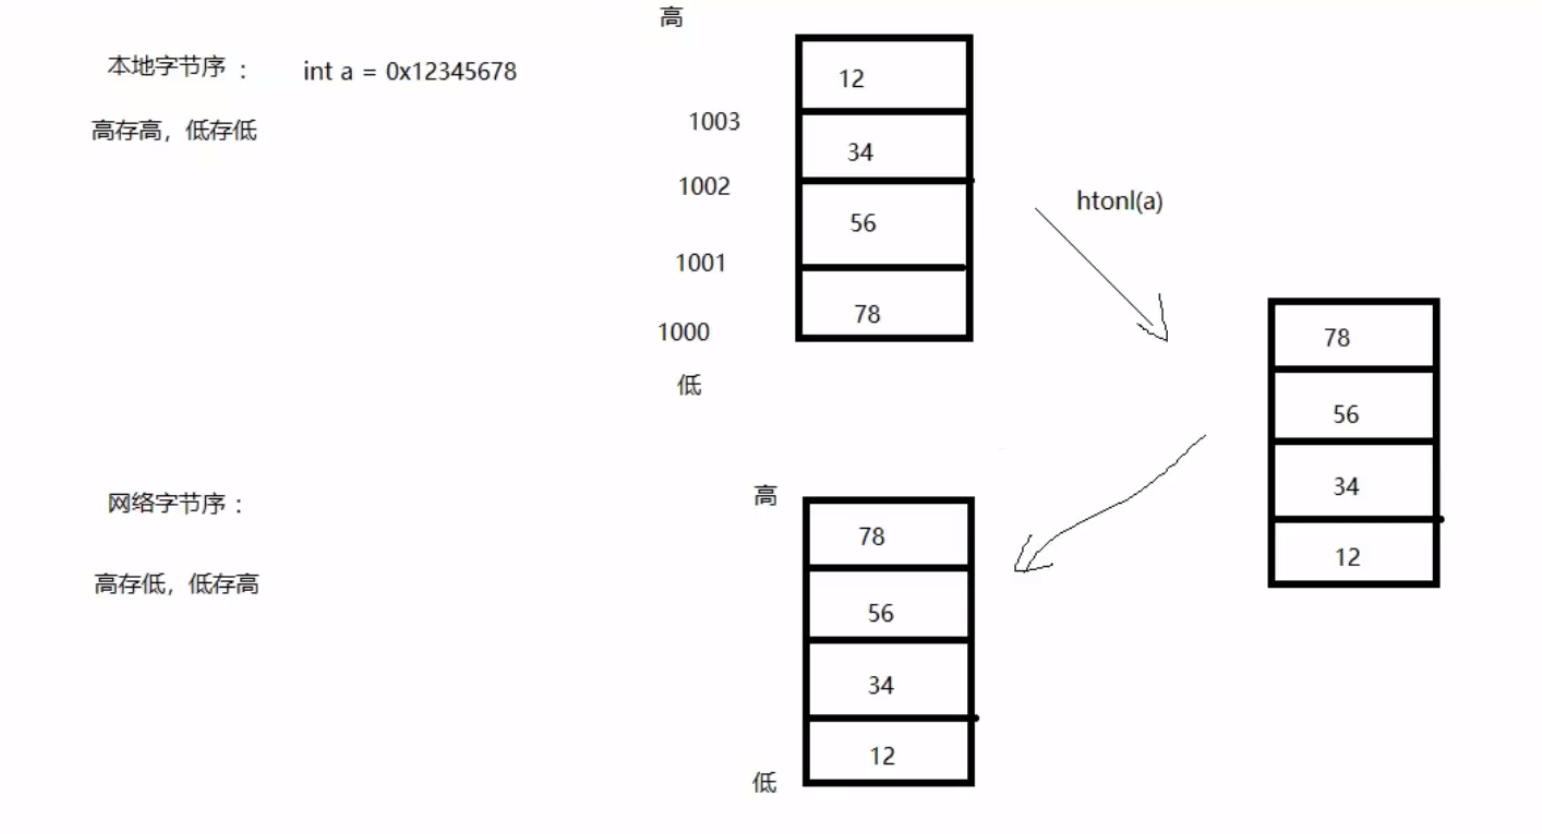 高
本地字节序 : int a = 0x12345678
12
高存高，低存低
1003
34
1002
htonl(a)
56
1001
78
1000
低
78
56
34
12
网络字节序 :
高
78
高存低，低存高
56
34
12
低